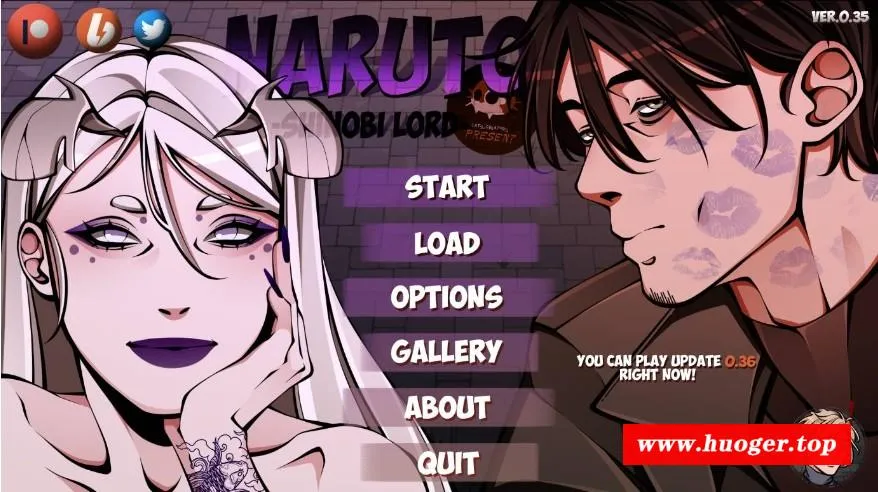 VER.0.35
NARUTO
-SHINOBI LORD
PRESENT
START
LOAD
OPTIONS
GALLERY
YOU CAN PLAY UPDATE 0.36
RIGHT NOW!
ABOUT
www.huoger.top
QUIT